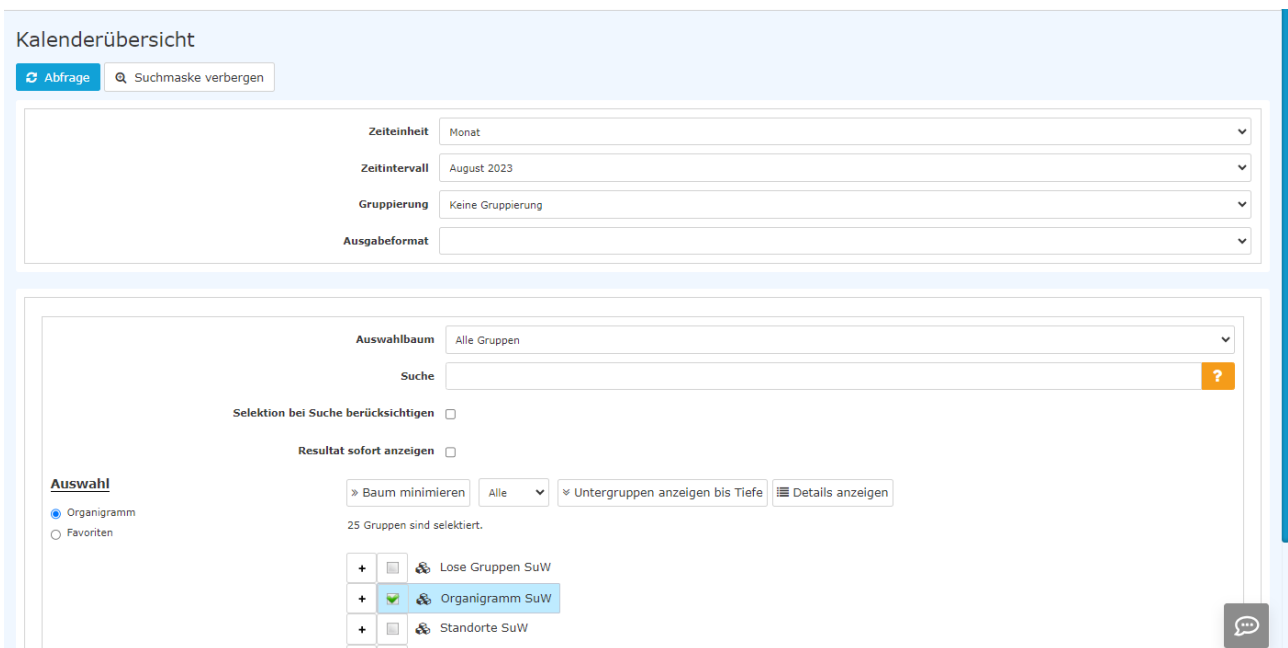 Kalenderübersicht
Abfrage Suchmaske verbergen
Zeiteinheit Monat
Zeitintervall August 2023
Gruppierung Keine Gruppierung
Ausgabeformat
Auswahlbaum Alle Gruppen
Suche ?
Selektion bei Suche berücksichtigen
Resultat sofort anzeigen
Auswahl
Organigramm
Favoriten
» Baum minimieren Alle Untergruppen anzeigen bis Tiefe Details anzeigen
25 Gruppen sind selektiert.
+ Lose Gruppen SuW
+ Organigramm SuW
+ Standorte SuW